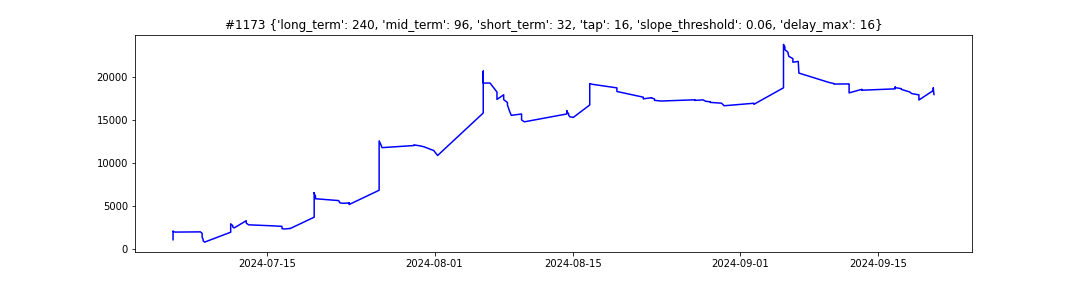 #1173 {'long_term': 240, 'mid_term': 96, 'short_term': 32, 'tap': 16, 'slope_threshold': 0.06, 'delay_max': 16}
20000
15000
10000
5000
0
2024-07-15 2024-08-01 2024-08-15 2024-09-01 2024-09-15